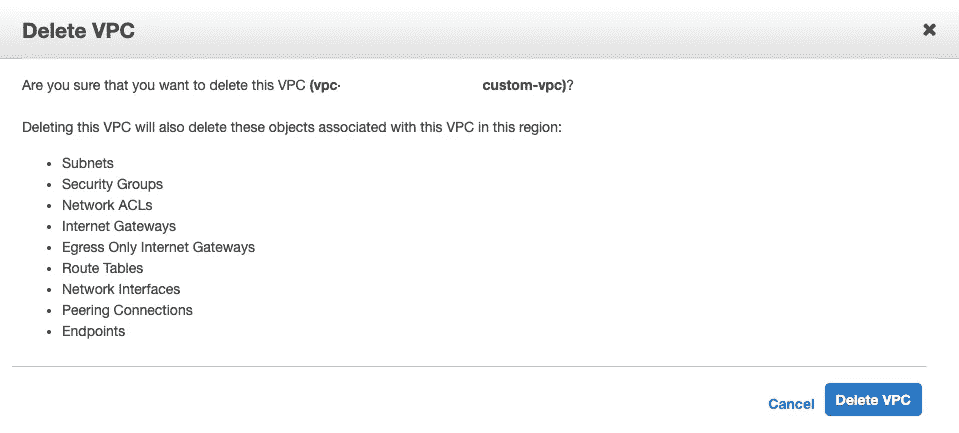 Delete VPC
Are you sure that you want to delete this VPC (vpc- custom-vpc)?
Deleting this VPC will also delete these objects associated with this VPC in this region:
• Subnets
• Security Groups
• Network ACLs
• Internet Gateways
• Egress Only Internet Gateways
• Route Tables
• Network Interfaces
• Peering Connections
• Endpoints
Cancel Delete VPC